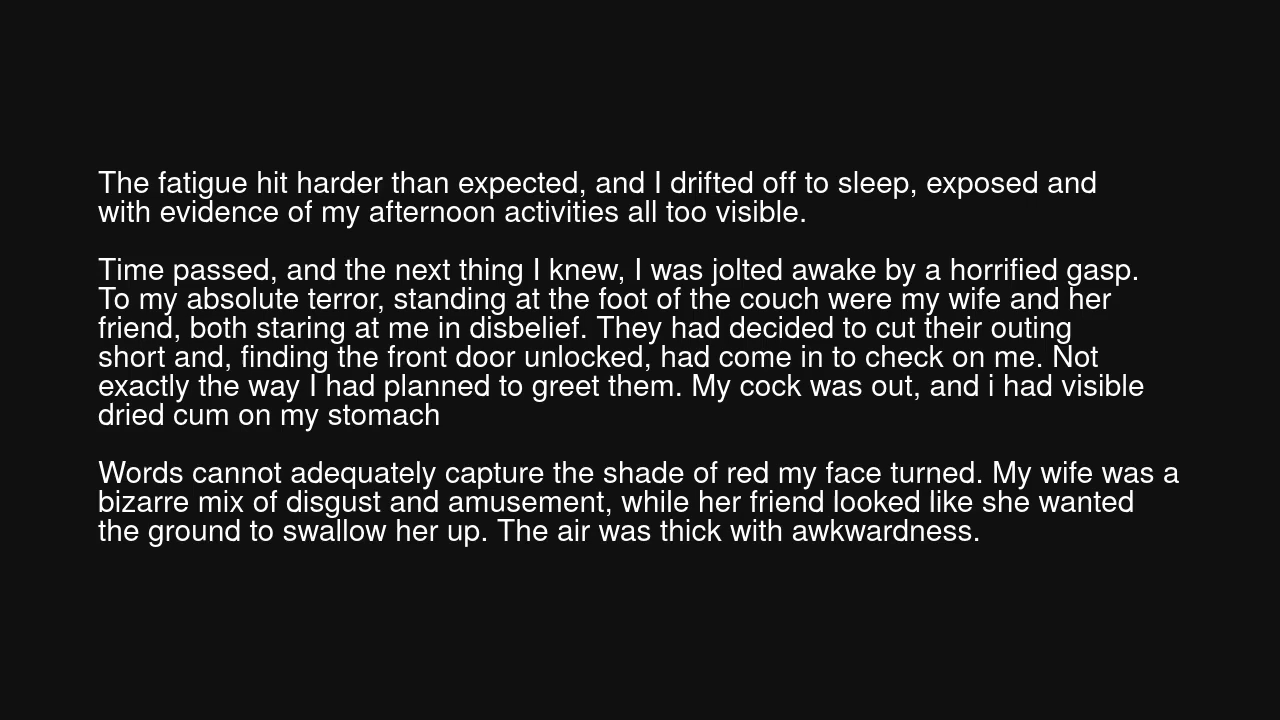 The fatigue hit harder than expected, and I drifted off to sleep, exposed and
with evidence of my afternoon activities all too visible.
Time passed, and the next thing I knew, I was jolted awake by a horrified gasp.
To my absolute terror, standing at the foot of the couch were my wife and her
friend, both staring at me in disbelief. They had decided to cut their outing
short and, finding the front door unlocked, had come in to check on me. Not
exactly the way I had planned to greet them. My cock was out, and i had visible
dried cum on my stomach
Words cannot adequately capture the shade of red my face turned. My wife was a
bizarre mix of disgust and amusement, while her friend looked like she wanted
the ground to swallow her up. The air was thick with awkwardness.